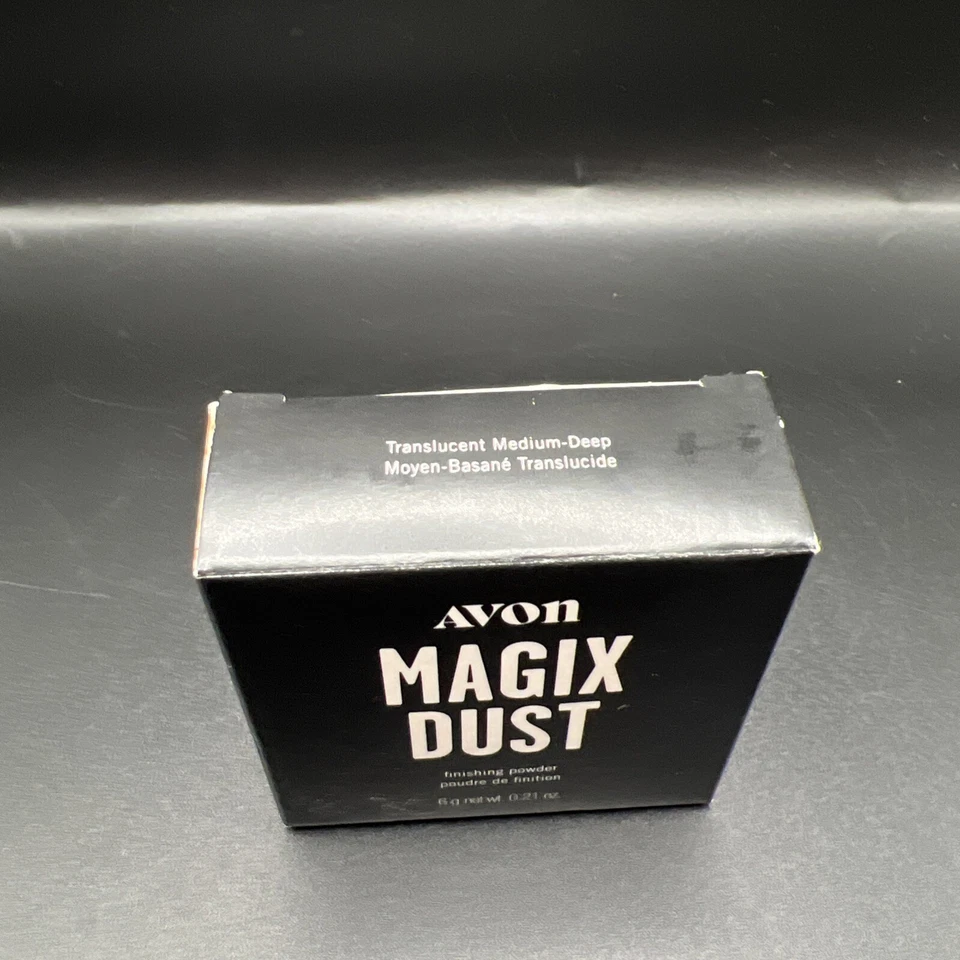 Translucent Medium-Deep
Moyen-Basané Translucide
AVON
MAGIX
DUST
finishing powder
poudre de finition
6 g net wt. 0.21 oz.